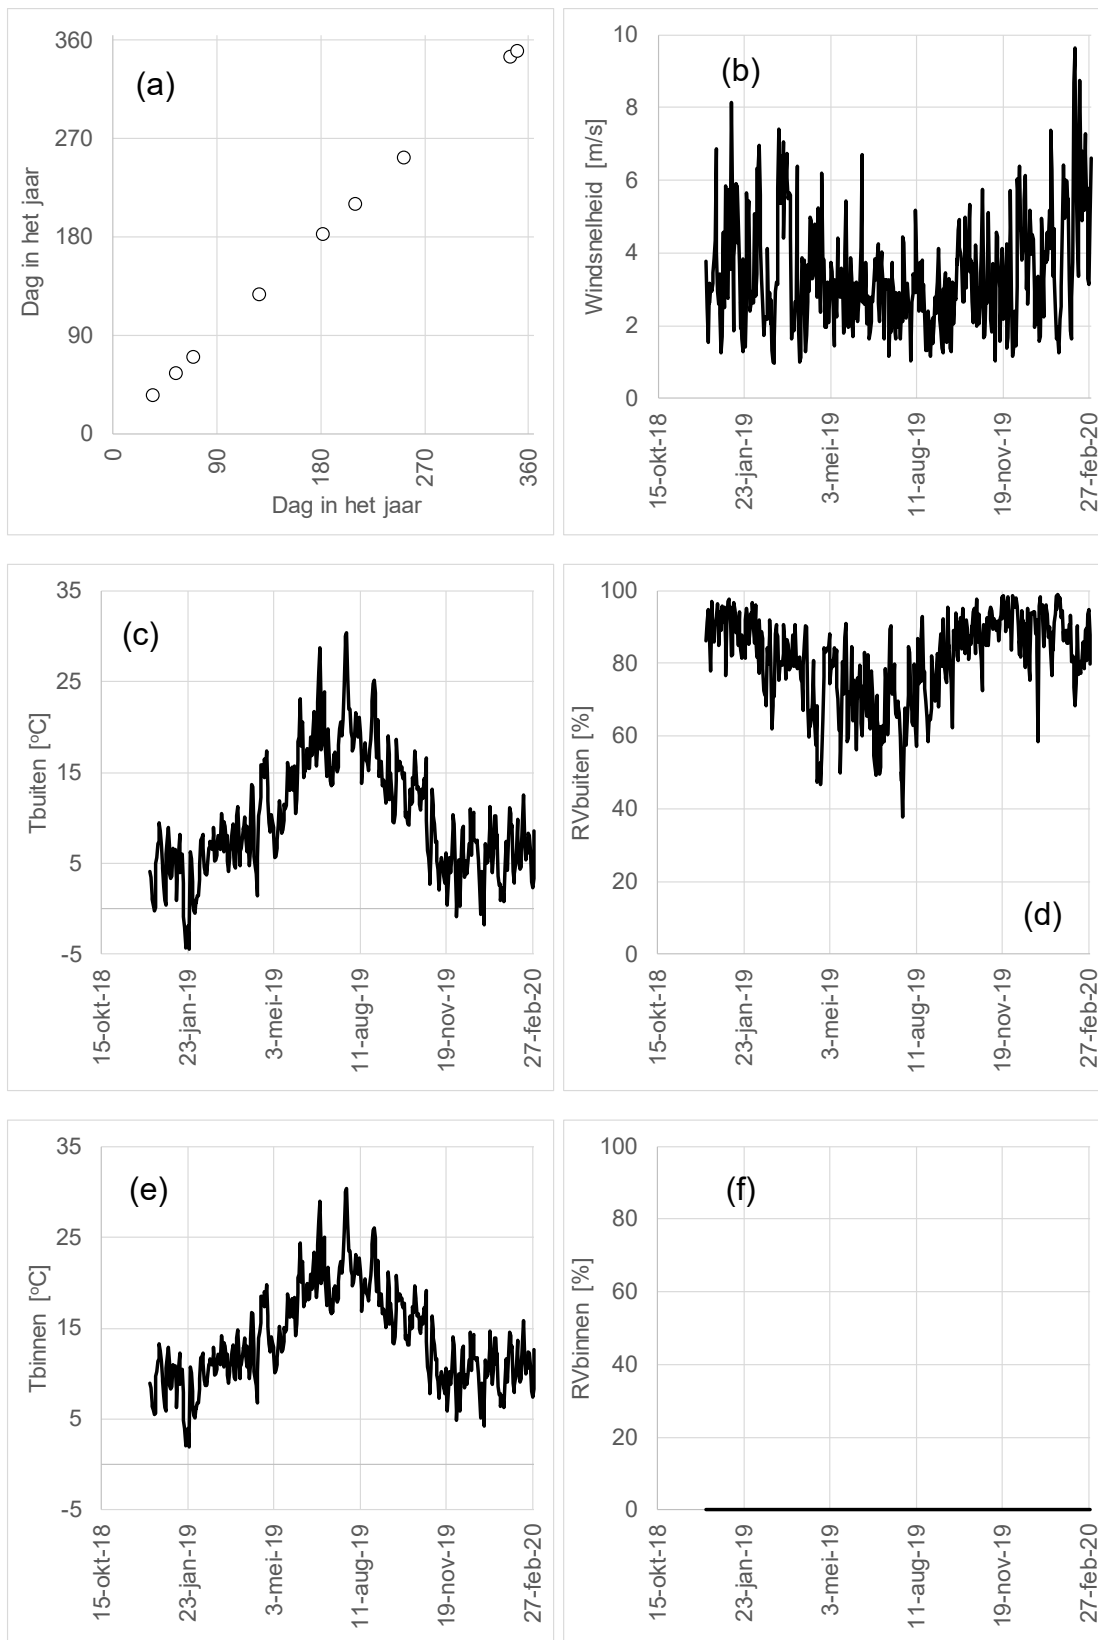 (a)
360
270
180
90
0
Dag in het jaar
0
90
180
270
360
Dag in het jaar
(b)
10
8
6
4
2
0
Windsnelheid [m/s]
15-okt-18
23-jan-19
3-mei-19
11-aug-19
19-nov-19
27-feb-20
(c)
35
25
15
5
-5
Tbuiten [°C]
15-okt-18
23-jan-19
3-mei-19
11-aug-19
19-nov-19
27-feb-20
100
80
60
40
20
0
RVbuiten [%]
(d)
15-okt-18
23-jan-19
3-mei-19
11-aug-19
19-nov-19
27-feb-20
(e)
35
25
15
5
-5
Tbinnen [°C]
15-okt-18
23-jan-19
3-mei-19
11-aug-19
19-nov-19
27-feb-20
(f)
100
80
60
40
20
0
RVbinnen [%]
15-okt-18
23-jan-19
3-mei-19
11-aug-19
19-nov-19
27-feb-20